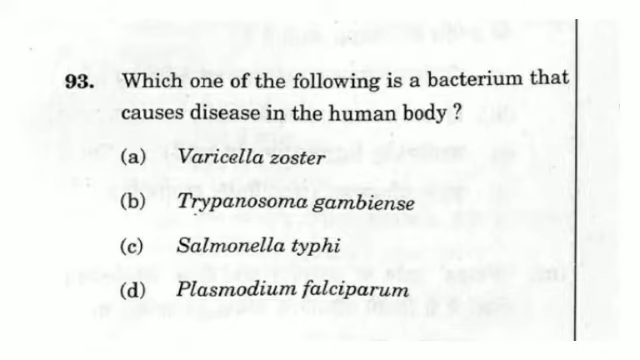 93. Which one of the following is a bacterium that
causes disease in the human body ?
(a) Varicella zoster
(b) Trypanosoma gambiense
(c) Salmonella typhi
(d) Plasmodium falciparum